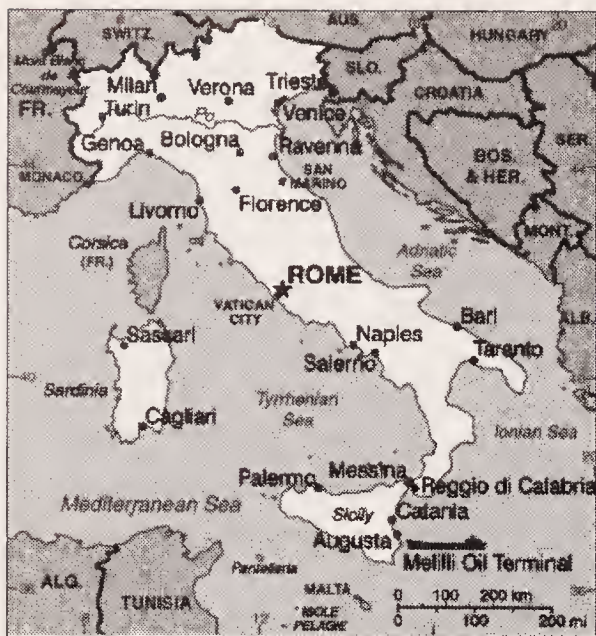 AUS.
HUNGARY
SWITZ.
Mont Blanc
de
Courmayeur
SLO.
Milan
Verona
Trieste
CROATIA
FR.
Turin
Venice
Genoa
Bologna
Ravenna
BOS.
& HER.
SER.
MONACO
SAN
MARINO
Livorno
Florence
MONT.
Corsica
(FR.)
Adriatic
Sea
ROME
VATICAN
CITY
ALB.
Bari
Sassari
Naples
Salerno
Taranto
Sardinia
Tyrrhenian
Sea
Cagliari
Ionian Sea
Palermo
Messina
Reggio di Calabria
Mediterranean Sea
Sicily
Catania
Augusta
Melilli Oil Terminal
Pantelleria
ALG.
TUNISIA
MALTA
ISOLE
PELAGIE
0 100 200 km
0 100 200 mi